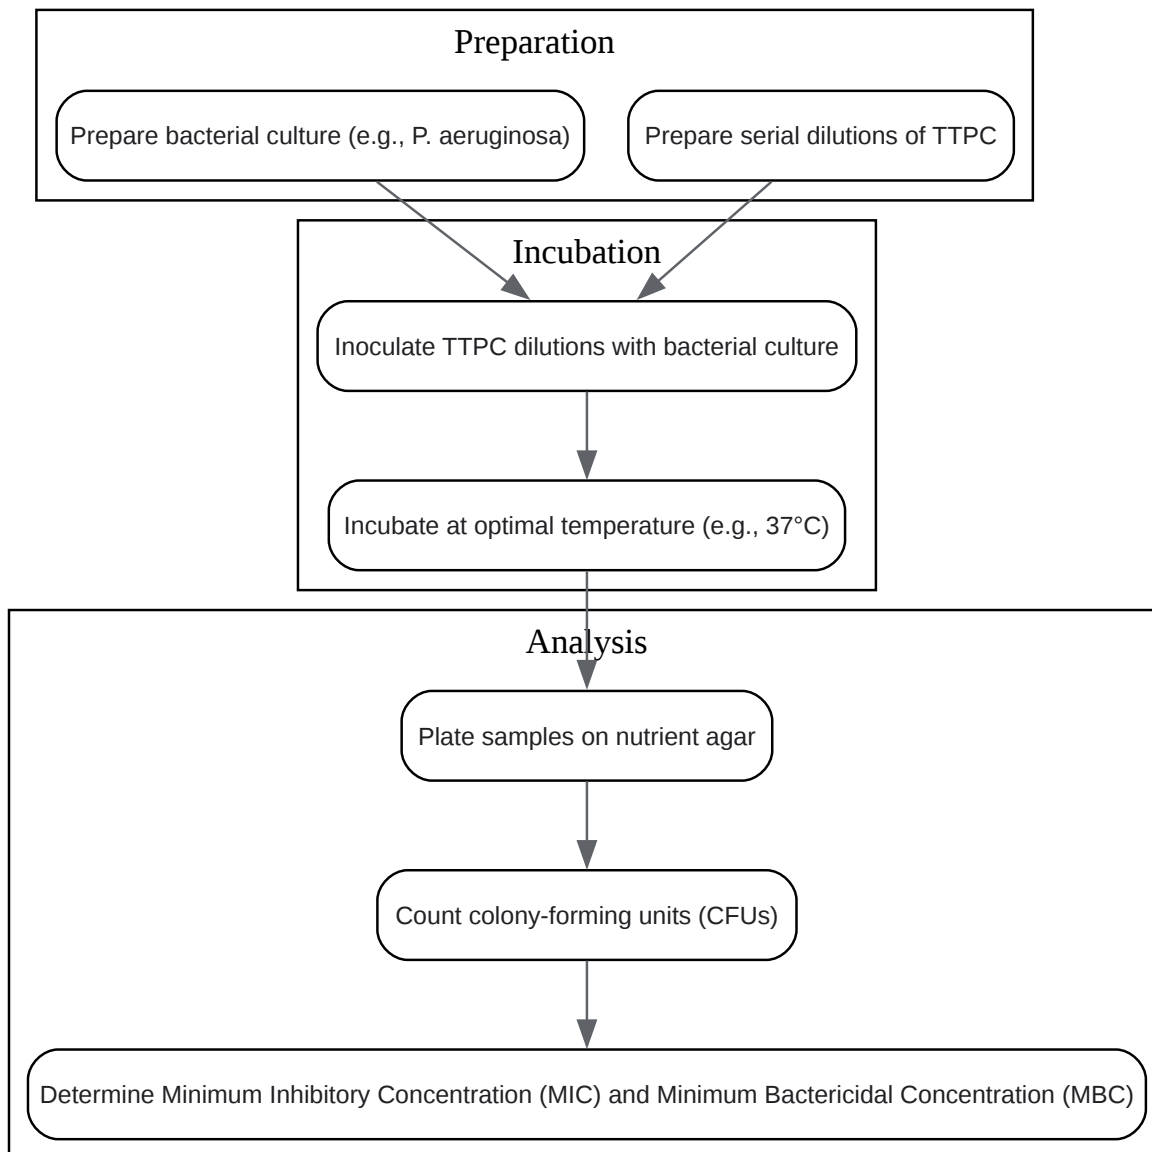 Preparation
Prepare bacterial culture (e.g., P. aeruginosa)
Prepare serial dilutions of TTPC
Incubation
Inoculate TTPC dilutions with bacterial culture
Incubate at optimal temperature (e.g., 37°C)
Analysis
Plate samples on nutrient agar
Count colony-forming units (CFUs)
Determine Minimum Inhibitory Concentration (MIC) and Minimum Bactericidal Concentration (MBC)